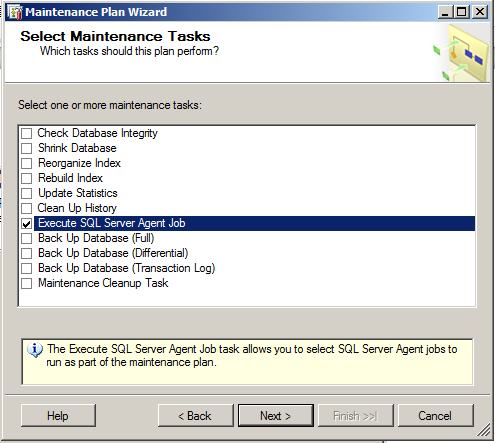 Maintenance Plan Wizard
Select Maintenance Tasks
Which tasks should this plan perform?
Select one or more maintenance tasks:
Check Database Integrity
Shrink Database
Reorganize Index
Rebuild Index
Update Statistics
Clean Up History
Execute SQL Server Agent Job
Back Up Database (Full)
Back Up Database (Differential)
Back Up Database (Transaction Log)
Maintenance Cleanup Task
The Execute SQL Server Agent Job task allows you to select SQL Server Agent jobs to
run as part of the maintenance plan.
Help < Back Next > Finish >>| Cancel